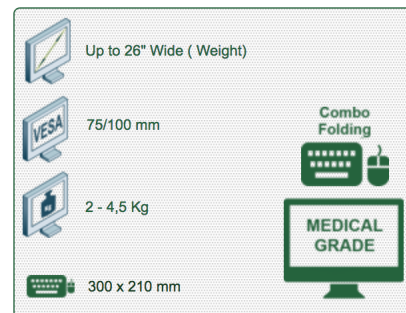 Up to 26" Wide ( Weight)
VESA
75/100 mm
Combo
Folding
KG
2 - 4,5 Kg
MEDICAL
GRADE
300 x 210 mm